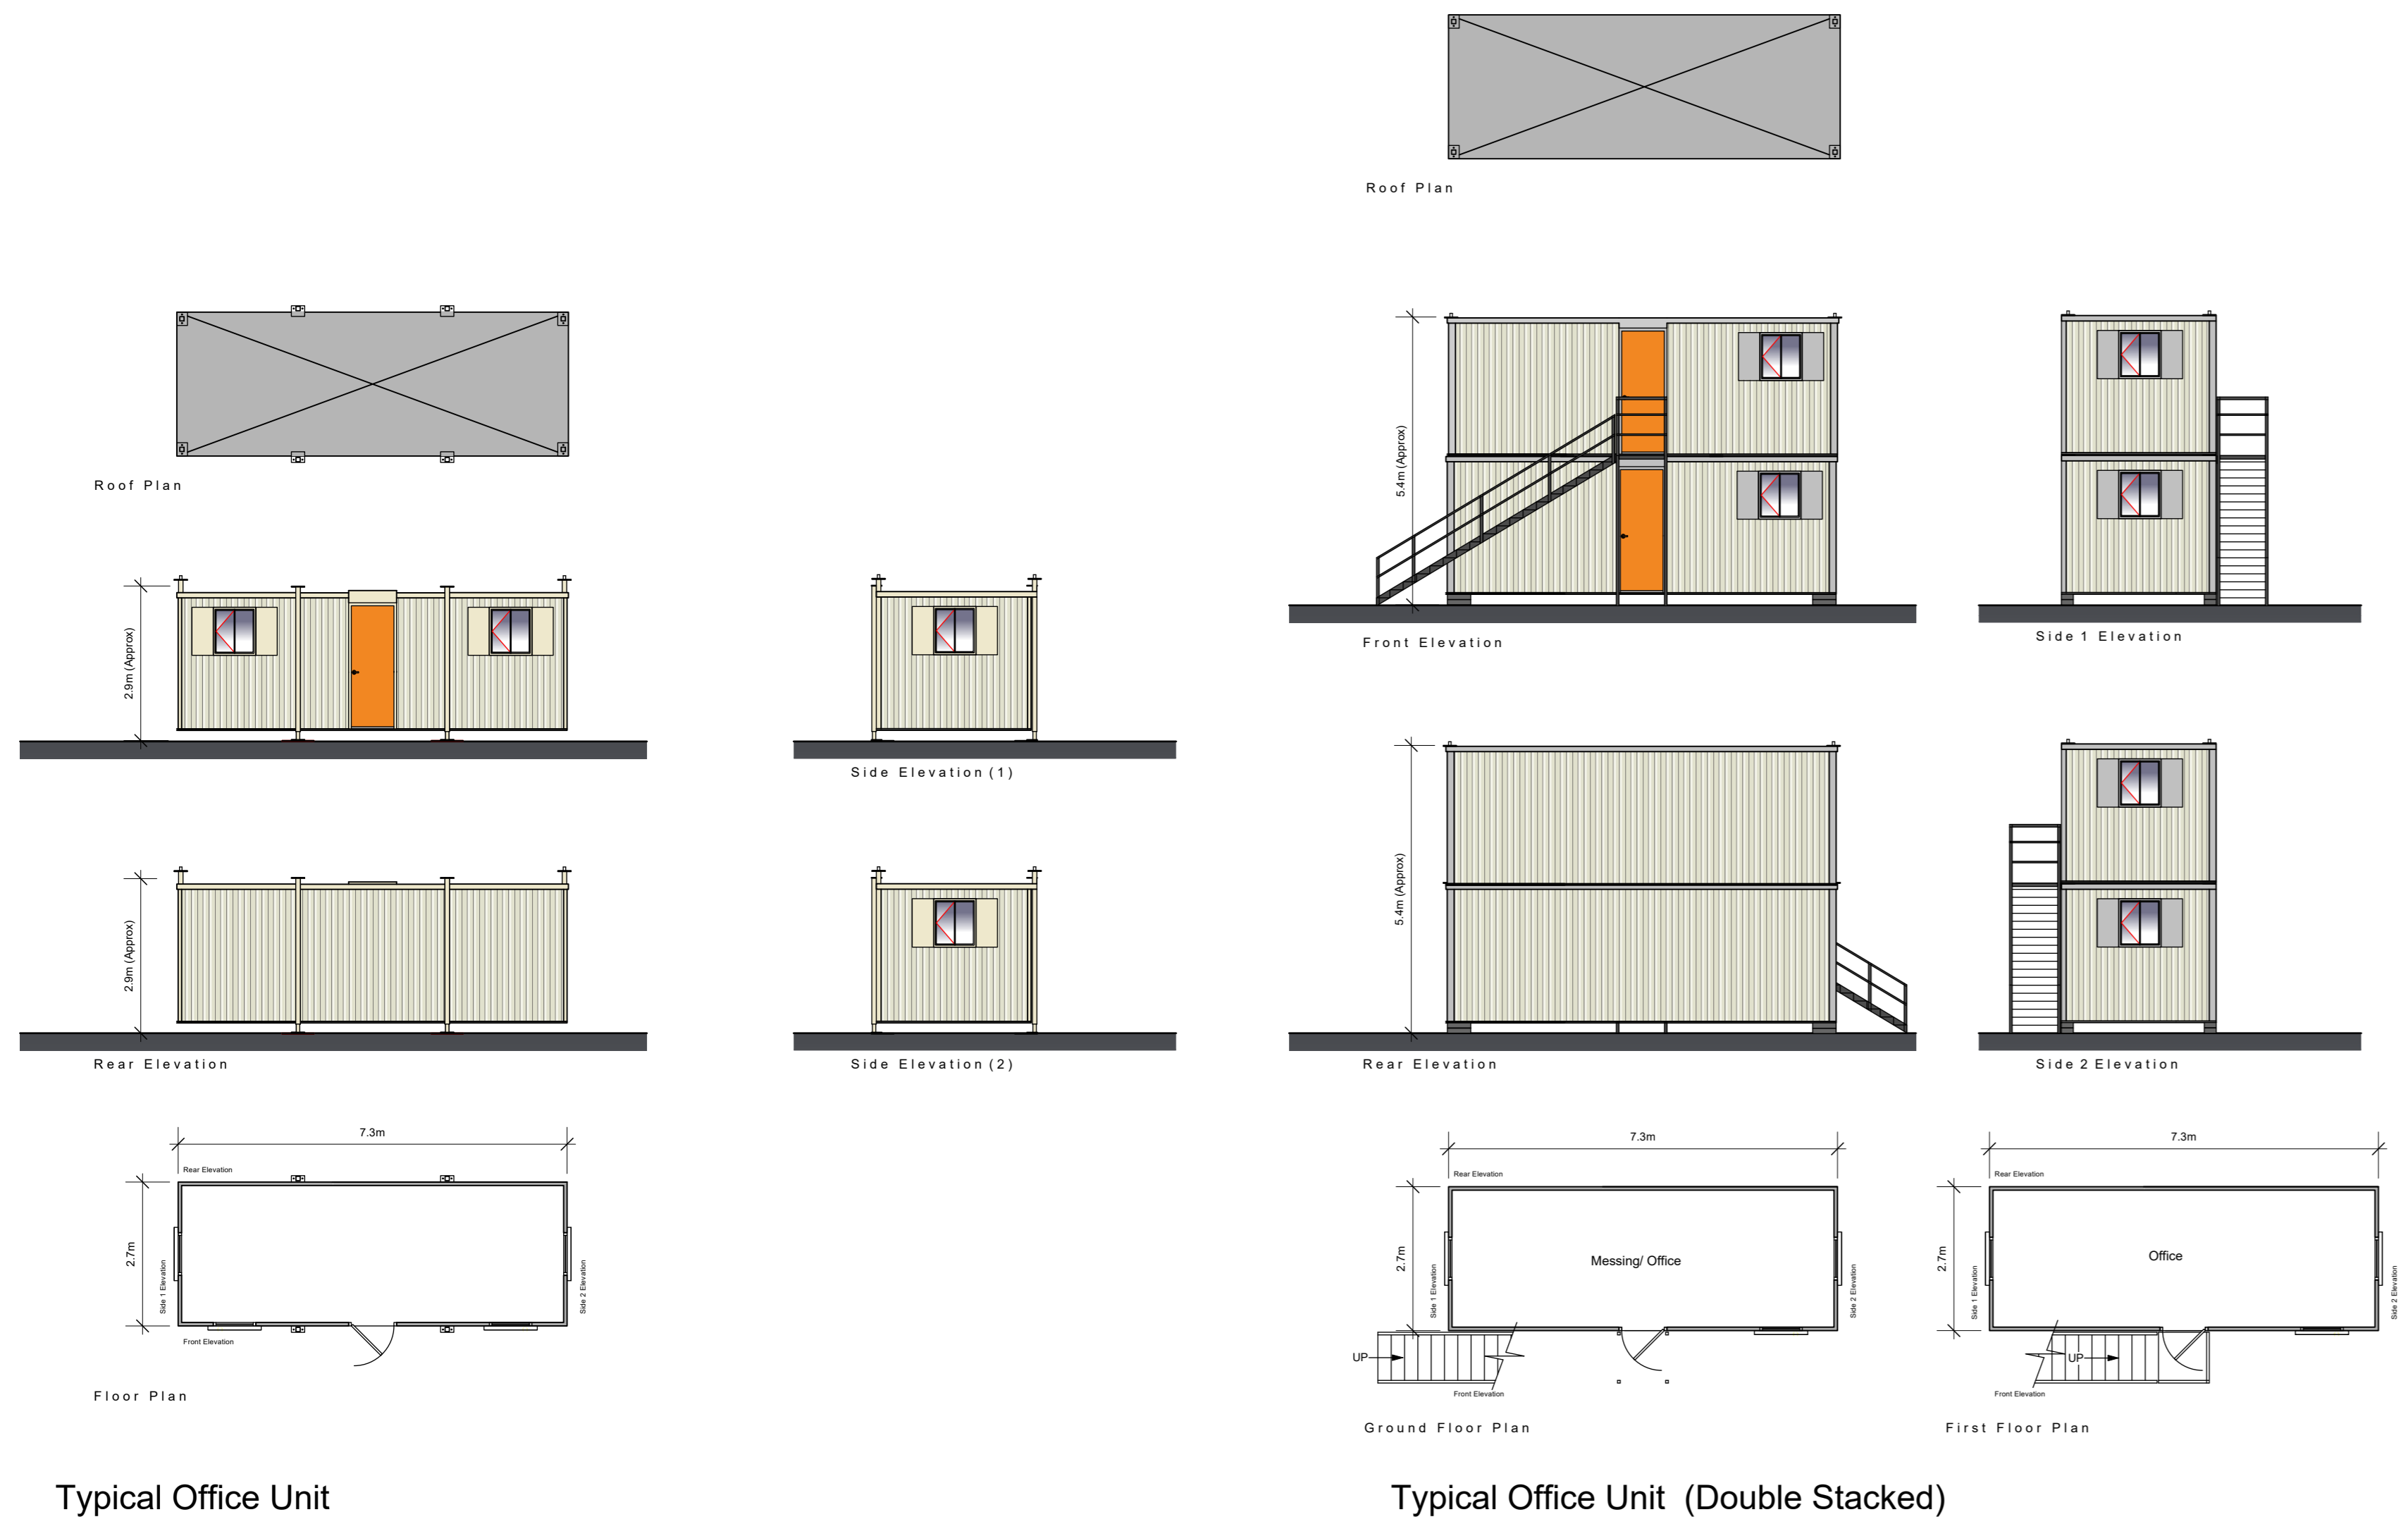 Roof Plan
2.9m (Approx)
Side Elevation (1)
2.9m (Approx)
Rear Elevation
Side Elevation (2)
7.3m
Rear Elevation
2.7m
Side 1 Elevation
Side 2 Elevation
Front Elevation
Floor Plan
Typical Office Unit
Roof Plan
5.4m (Approx)
Front Elevation
Side 1 Elevation
5.4m (Approx)
Rear Elevation
Side 2 Elevation
7.3m
Rear Elevation
2.7m
Side 1 Elevation
Messing/ Office
Side 2 Elevation
UP
Front Elevation
Ground Floor Plan
7.3m
Rear Elevation
2.7m
Side 1 Elevation
Office
Side 2 Elevation
UP
Front Elevation
First Floor Plan
Typical Office Unit (Double Stacked)